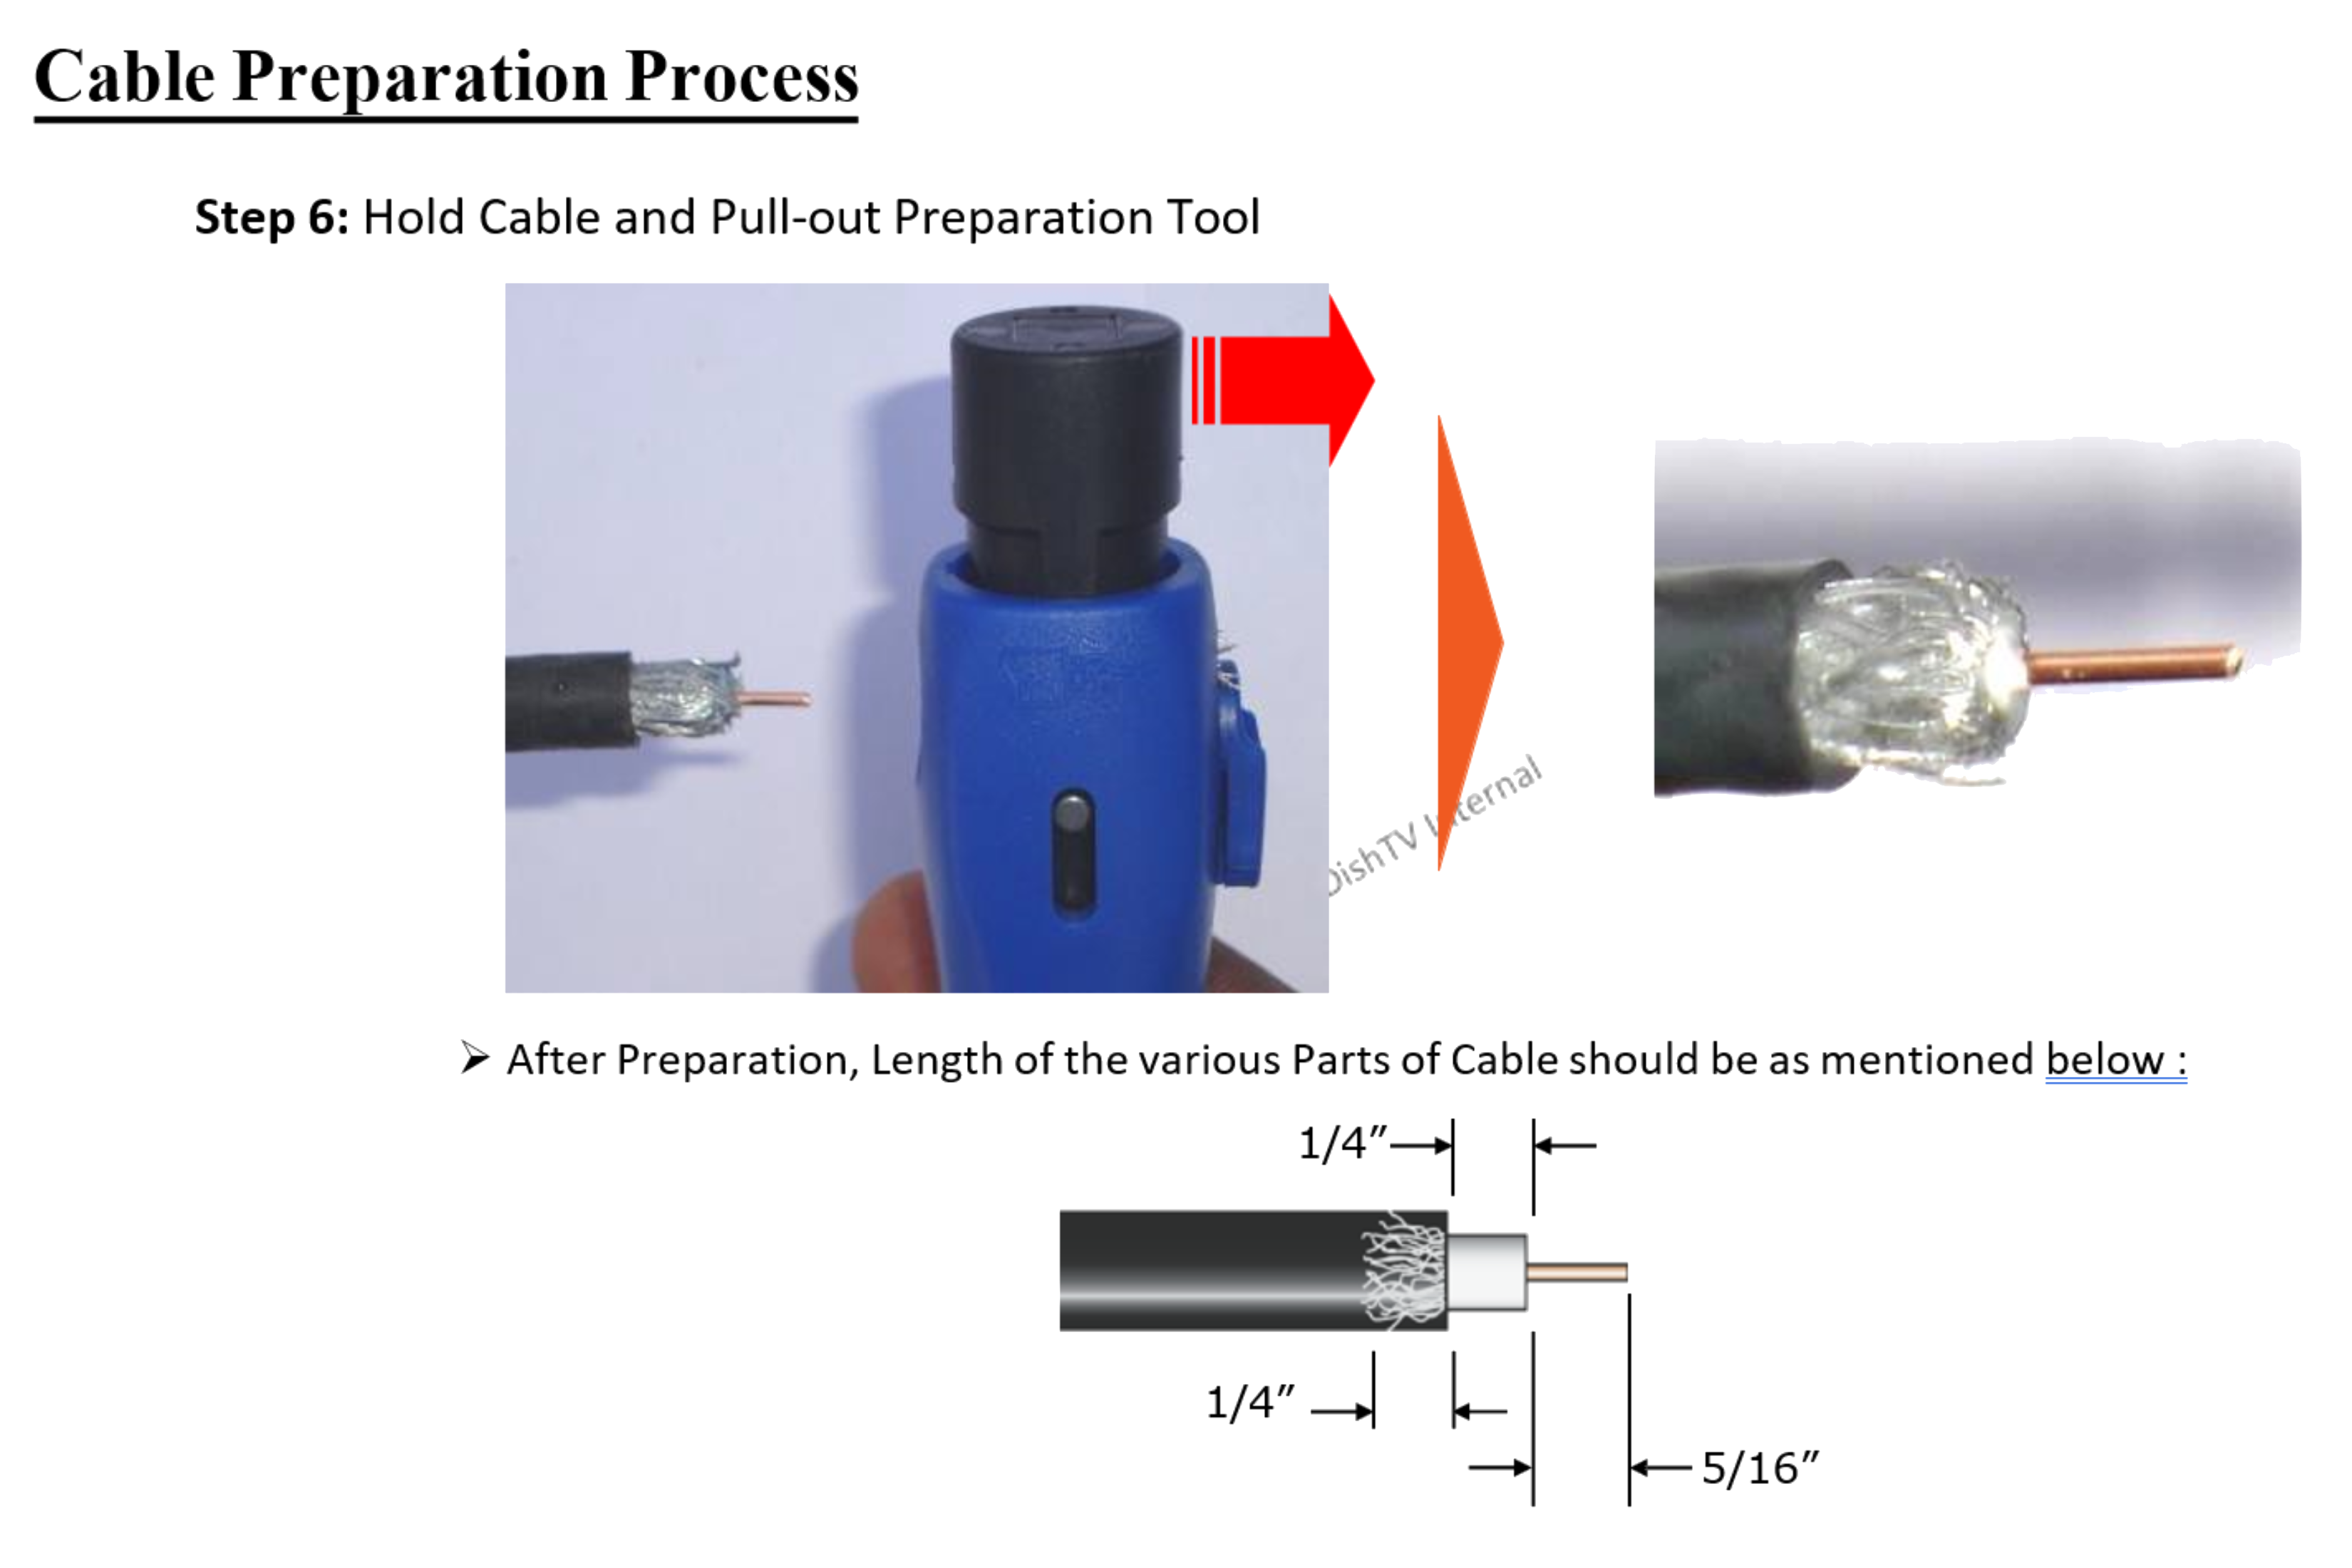 Cable Preparation Process
Step 6: Hold Cable and Pull-out Preparation Tool
DishTV Internal
➢ After Preparation, Length of the various Parts of Cable should be as mentioned below :
1/4”
1/4”
5/16”